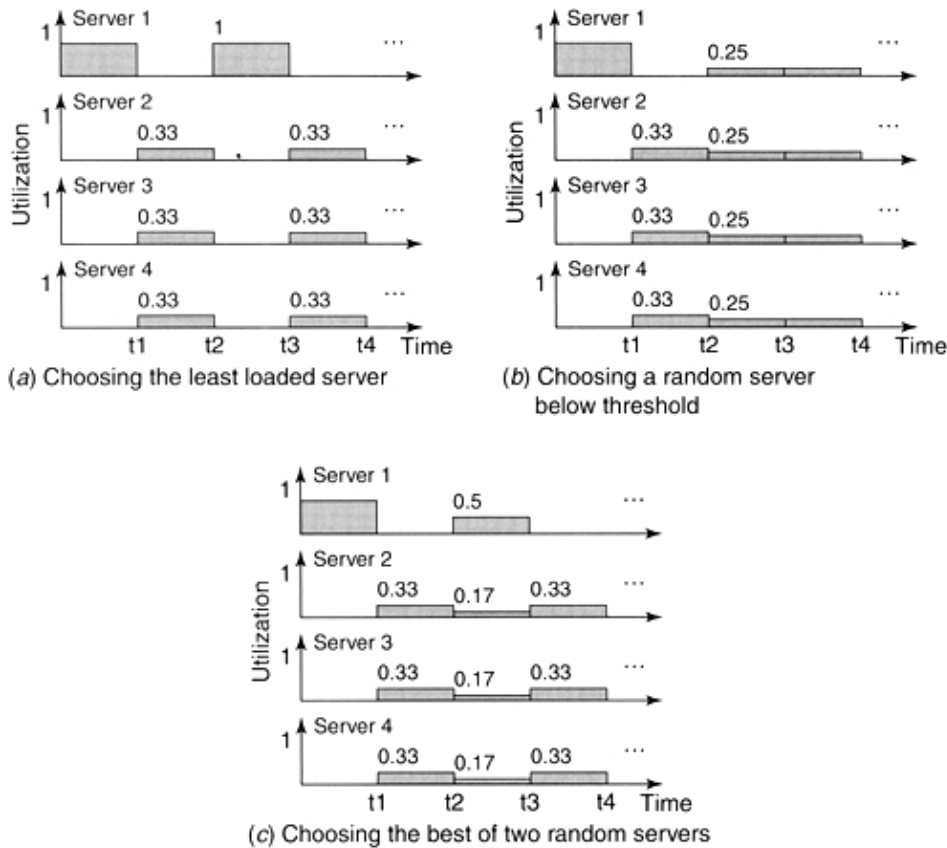 Utilization
Server 1
1
1
...
Server 2
1
0.33
0.33
...
Server 3
1
0.33
0.33
...
Server 4
1
0.33
0.33
...
t1 t2 t3 t4 Time
(a) Choosing the least loaded server
Utilization
Server 1
1
0.25
...
Server 2
1
0.33
0.25
...
Server 3
1
0.33
0.25
...
Server 4
1
0.33
0.25
...
t1 t2 t3 t4 Time
(b) Choosing a random server
below threshold
Utilization
Server 1
1
0.5
...
Server 2
1
0.33
0.17
0.33
...
Server 3
1
0.33
0.17
0.33
...
Server 4
1
0.33
0.17
0.33
...
t1 t2 t3 t4 Time
(c) Choosing the best of two random servers